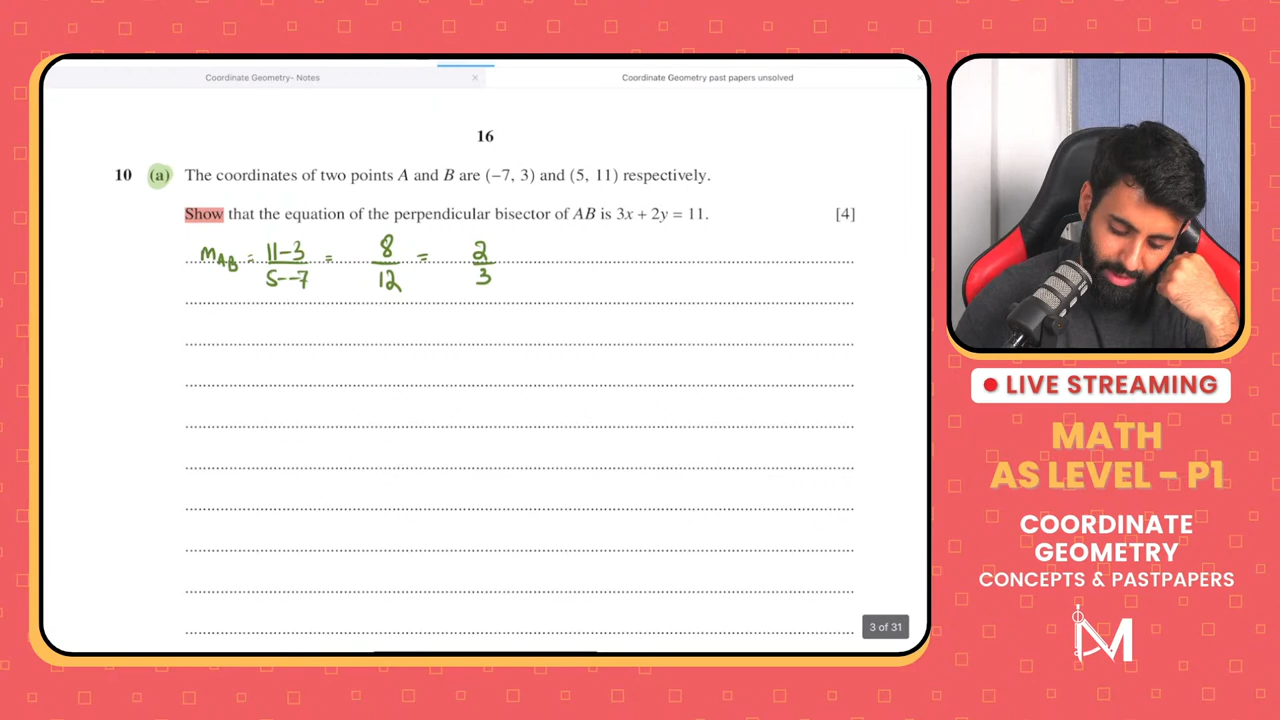 Coordinate Geometry- Notes × Coordinate Geometry past papers unsolved ×
16
10 (a) The coordinates of two points A and B are (−7, 3) and (5, 11) respectively.
Show that the equation of the perpendicular bisector of AB is 3x + 2y = 11. [4]
m_AB = (11-3)/(5--7) = 8/12 = 2/3
3 of 31
LIVE STREAMING
MATH
AS LEVEL - P1
COORDINATE
GEOMETRY
CONCEPTS & PASTPAPERS
M